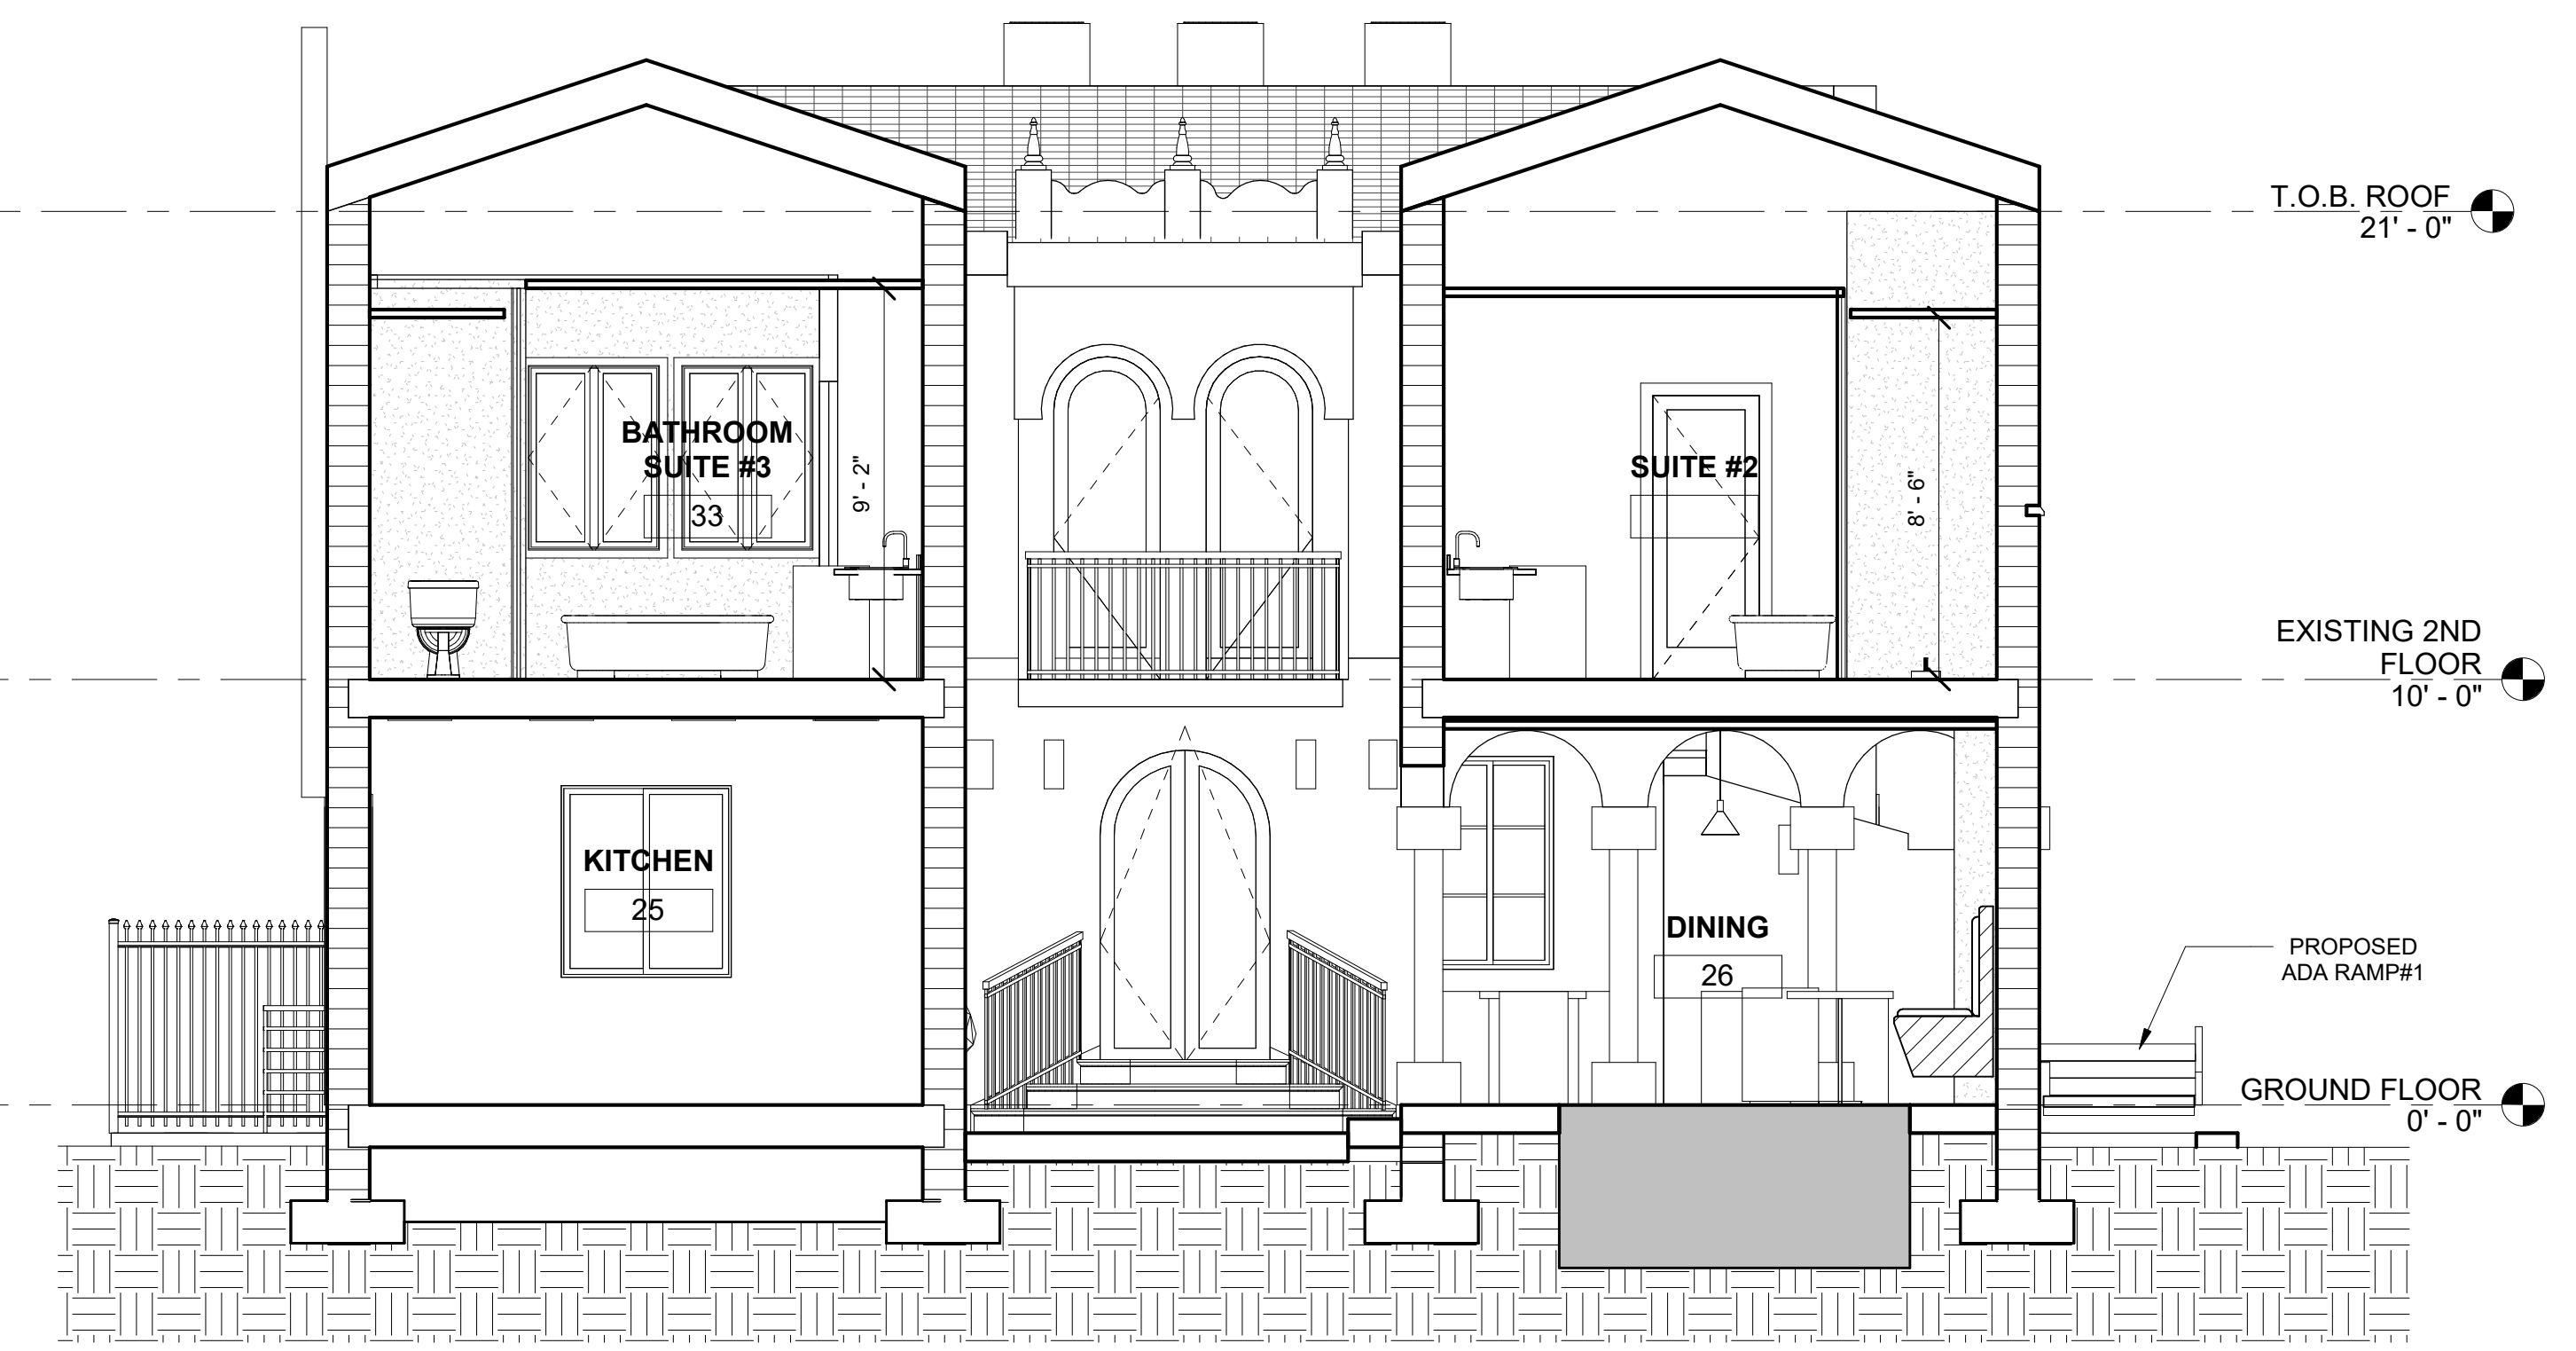 T.O.B. ROOF
21' - 0"
BATHROOM
SUITE #3
33
9' - 2"
SUITE #2
8' - 6"
EXISTING 2ND
FLOOR
10' - 0"
KITCHEN
25
DINING
26
PROPOSED
ADA RAMP#1
GROUND FLOOR
0' - 0"